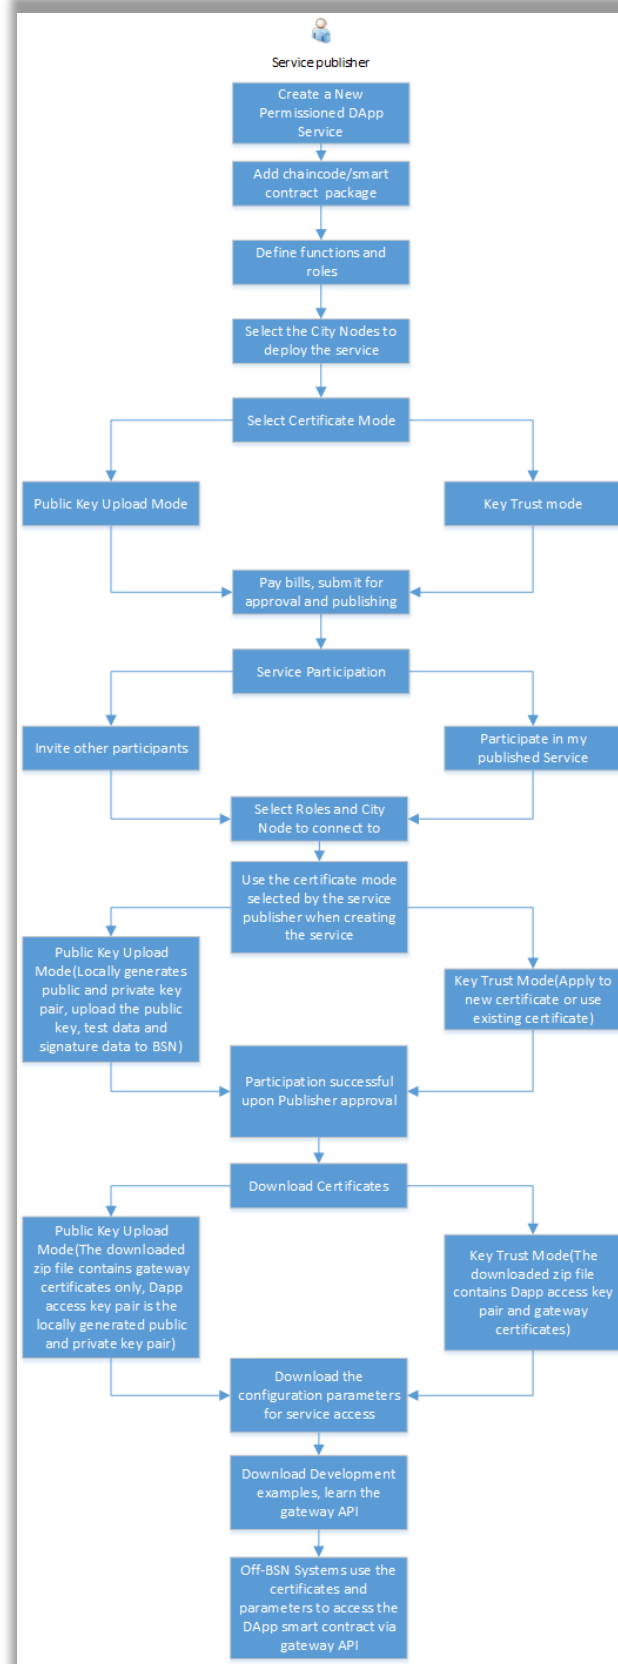 Service publisher
Create a New
Permissioned DApp
Service
Add chaincode/smart
contract package
Define functions and
roles
Select the City Nodes to
deploy the service
Select Certificate Mode
Public Key Upload Mode
Key Trust mode
Pay bills, submit for
approval and publishing
Service Participation
Invite other participants
Participate in my
published Service
Select Roles and City
Node to connect to
Use the certificate mode
selected by the service
publisher when creating
the service
Public Key Upload
Mode(Locally generates
public and private key
pair, upload the public
key, test data and
signature data to BSN)
Key Trust Mode(Apply to
new certificate or use
existing certificate)
Participation successful
upon Publisher approval
Download Certificates
Public Key Upload
Mode(The downloaded
zip file contains gateway
certificates only, Dapp
access key pair is the
locally generated public
and private key pair)
Key Trust Mode(The
downloaded zip file
contains Dapp access key
pair and gateway
certificates)
Download the
configuration parameters
for service access
Download Development
examples, learn the
gateway API
Off-BSN Systems use the
certificates and
parameters to access the
DApp smart contract via
gateway API